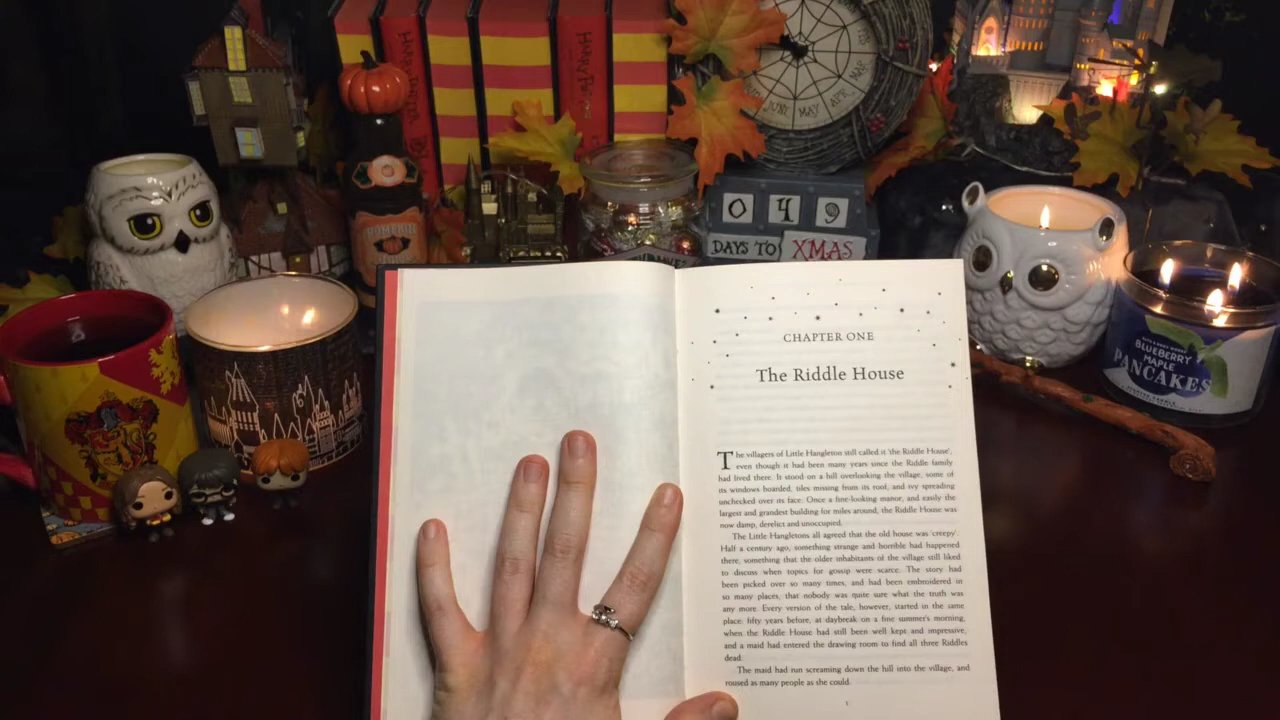 Harry Potter
Harry Potter
JUNE MAY APR MAR
0 4 9
DAYS TO XMAS
PUMPKIN
BLUEBERRY
MAPLE
PANCAKES
CHAPTER ONE
The Riddle House
The villagers of Little Hangleton still called it 'the Riddle House',
even though it had been many years since the Riddle family
had lived there. It stood on a hill overlooking the village, some of
its windows boarded, tiles missing from its roof, and ivy spreading
unchecked over its face. Once a fine-looking manor, and easily the
largest and grandest building for miles around, the Riddle House was
now damp, derelict and unoccupied.
The Little Hangletons all agreed that the old house was 'creepy'.
Half a century ago, something strange and horrible had happened
there, something that the older inhabitants of the village still liked
to discuss when topics for gossip were scarce. The story had
been picked over so many times, and had been embroidered in
so many places, that nobody was quite sure what the truth was
any more. Every version of the tale, however, started in the same
place: fifty years before, at daybreak on a fine summer's morning,
when the Riddle House had still been well kept and impressive,
and a maid had entered the drawing room to find all three Riddles
dead.
The maid had run screaming down the hill into the village, and
roused as many people as she could.
1